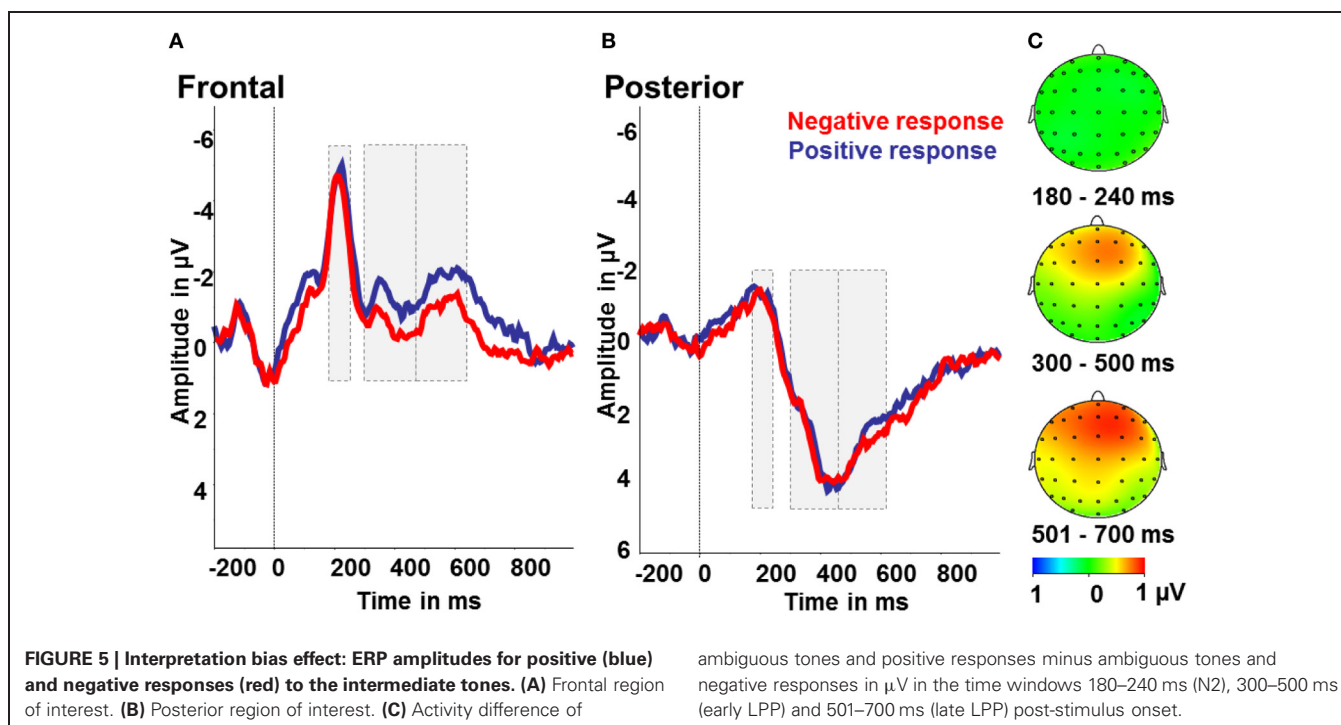 A
Frontal
-6
-4
-2
0
2
4
Amplitude in µV
-200 0 200 400 600 800
Time in ms
B
Posterior
Negative response
Positive response
-6
-4
-2
0
2
4
6
Amplitude in µV
-200 0 200 400 600 800
Time in ms
C
180 - 240 ms
300 - 500 ms
501 - 700 ms
1 0 1 µV
FIGURE 5 | Interpretation bias effect: ERP amplitudes for positive (blue)
and negative responses (red) to the intermediate tones. (A) Frontal region
of interest. (B) Posterior region of interest. (C) Activity difference of
ambiguous tones and positive responses minus ambiguous tones and
negative responses in µV in the time windows 180–240 ms (N2), 300–500 ms
(early LPP) and 501–700 ms (late LPP) post-stimulus onset.